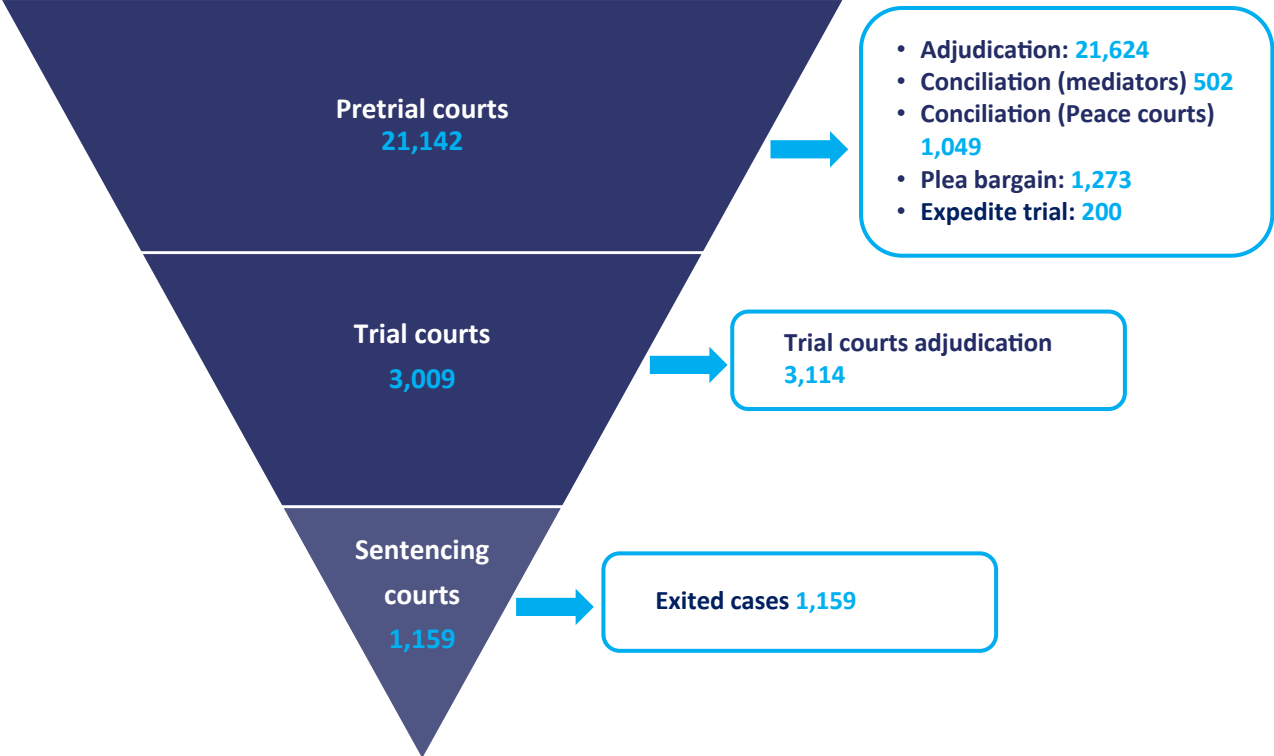 Pretrial courts
21,142
• Adjudication: 21,624
• Conciliation (mediators) 502
• Conciliation (Peace courts)
1,049
• Plea bargain: 1,273
• Expedite trial: 200
Trial courts
3,009
Trial courts adjudication
3,114
Sentencing
courts
1,159
Exited cases 1,159